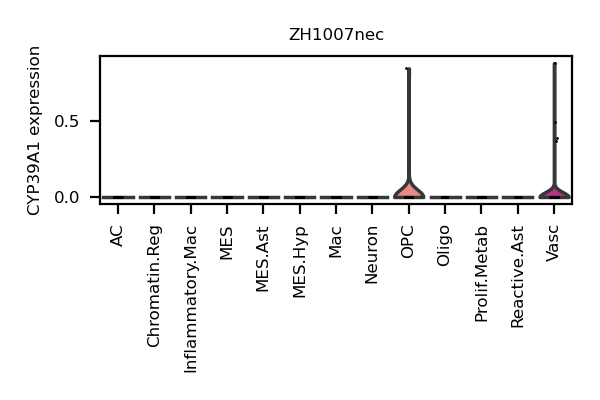 ZH1007nec
CYP39A1 expression
0.5
0.0
AC
Chromatin.Reg
Inflammatory.Mac
MES
MES.Ast
MES.Hyp
Mac
Neuron
OPC
Oligo
Prolif.Metab
Reactive.Ast
Vasc